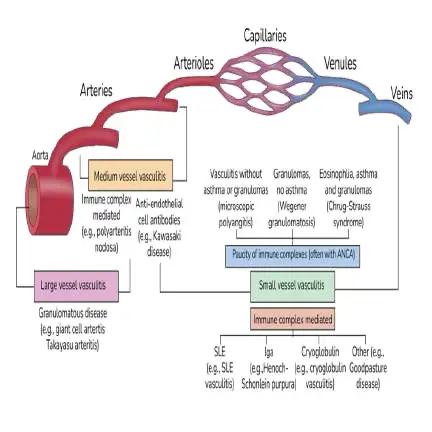 Capillaries
Arterioles
Venules
Arteries
Veins
Aorta
Medium vessel vasculitis
Immune complex
mediated
(e.g., polyarteritis
nodosa)
Anti-endothelial
cell antibodies
(e.g., Kawasaki
disease)
Vasculitis without
asthma or granulomas
(microscopic
polyangitis)
Granulomas,
no asthma
(Wegener
granulomatosis)
Eosinophlia, asthma
and granulomas
(Chrug-Strauss
syndrome)
Paucity of immune complexes (often with ANCA)
Large vessel vasculitis
Small vessel vasculitis
Granulomatous disease
(e.g., giant cell artertis
Takayasu arteritis)
Immune complex mediated
SLE
(e.g., SLE
vasculitis)
Iga
(e.g.,Henoch-
Schonlein purpura)
Cryoglobulin
(e.g., cryoglobulin
vasculitis)
Other (e.g.,
Goodpasture
disease)